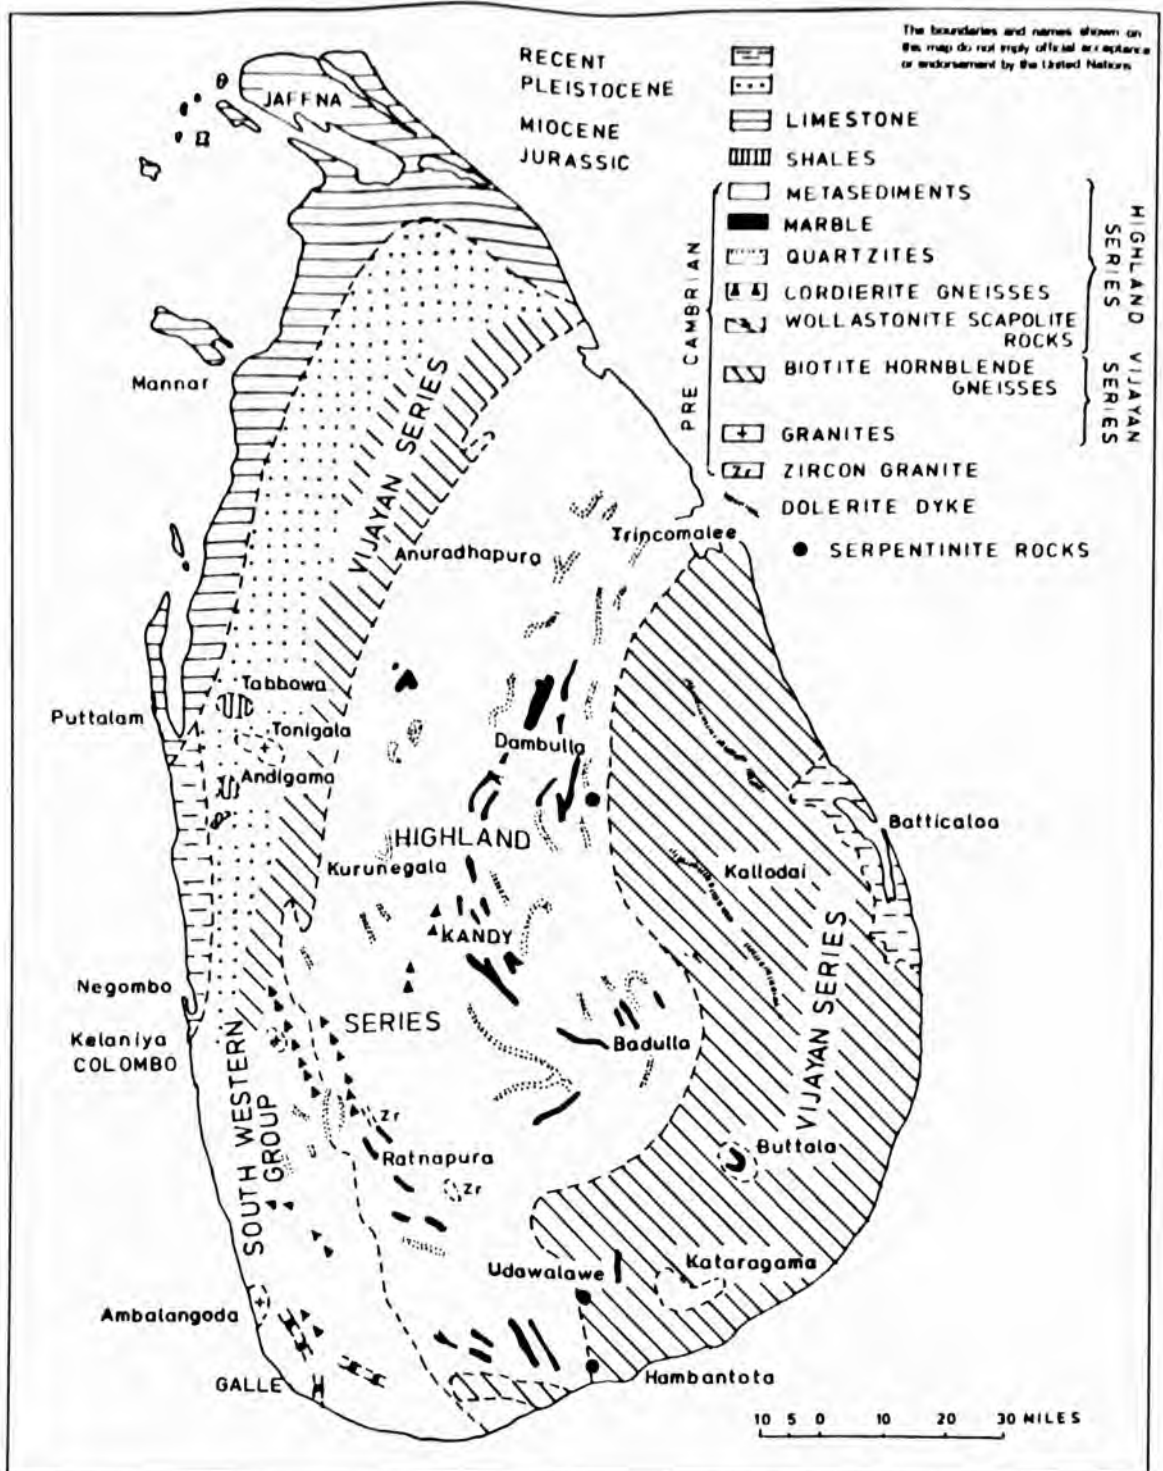 The boundaries and names shown on
this map do not imply official acceptance
or endorsement by the United Nations
RECENT
PLEISTOCENE
MIOCENE
LIMESTONE
JURASSIC
SHALES
PRE CAMBRIAN
METASEDIMENTS
MARBLE
QUARTZITES
CORDIERITE GNEISSES
WOLLASTONITE SCAPOLITE
ROCKS
HIGHLAND
SERIES
BIOTITE HORNBLENDE
GNEISSES
VIJAYAN
SERIES
GRANITES
Zr
ZIRCON GRANITE
DOLERITE DYKE
SERPENTINITE ROCKS
JAFFNA
Mannar
VIJAYAN SERIES
Anuradhapura
Trincomalee
Tabbowa
Puttalam
Tonigala
Dambulla
Andigama
Batticaloa
HIGHLAND
Kurunegala
Kallodai
KANDY
Negombo
SERIES
Kelaniya
COLOMBO
Badulla
VIJAYAN SERIES
SOUTH WESTERN
GROUP
Zr
Buttala
Ratnapura
Zr
Udawalawe
Kataragama
Ambalangoda
GALLE
Hambantota
10 5 0 10 20 30 MILES